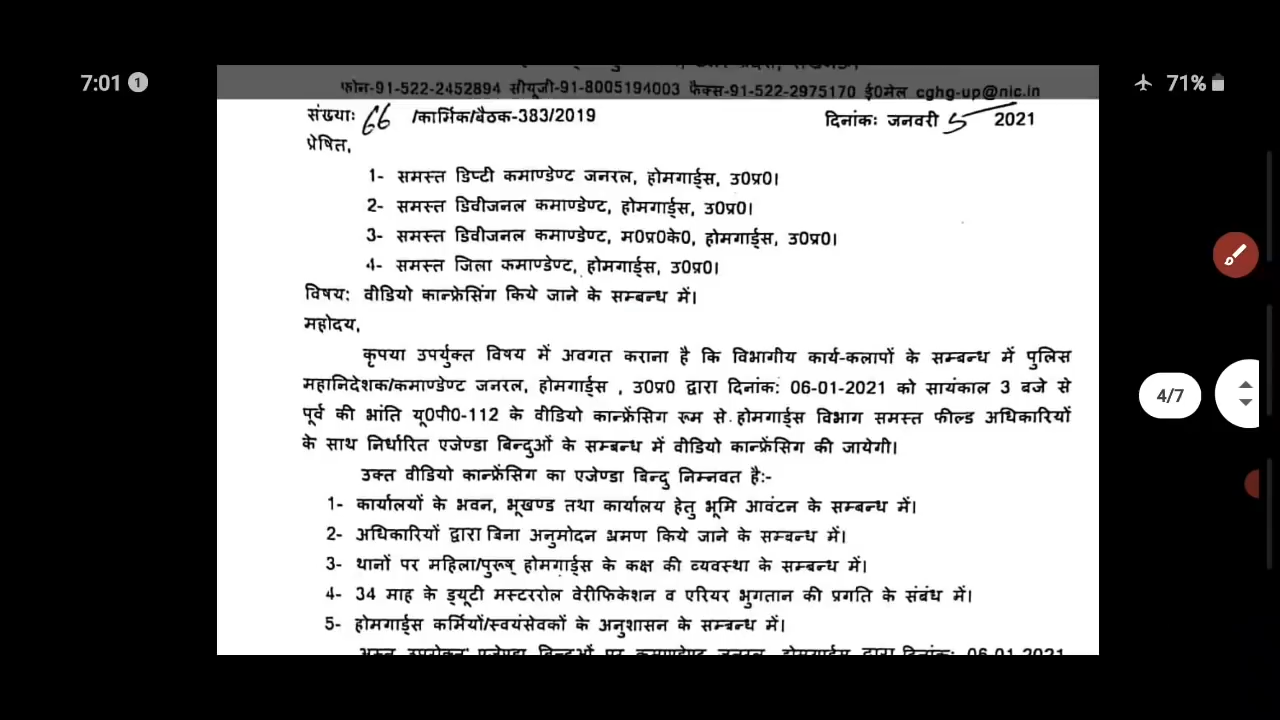 7:01 1
71%
फोन-91-522-2452894 सीयूजी-91-8005194003 फैक्स-91-522-2975170 ई0मेल cghg-up@nic.in
संख्याः 66 /कार्मिक/बैठक-383/2019 दिनांकः जनवरी 5 2021
प्रेषित,
1- समस्त डिप्टी कमाण्डेण्ट जनरल, होमगार्ड्स, उ0प्र0।
2- समस्त डिवीजनल कमाण्डेण्ट, होमगार्ड्स, उ0प्र0।
3- समस्त डिवीजनल कमाण्डेण्ट, म0प्र0के0, होमगार्ड्स, उ0प्र0।
4- समस्त जिला कमाण्डेण्ट, होमगार्ड्स, उ0प्र0।
विषयः वीडियो कान्फ्रेसिंग किये जाने के सम्बन्ध में।
महोदय,
कृपया उपर्युक्त विषय में अवगत कराना है कि विभागीय कार्य-कलापों के सम्बन्ध में पुलिस
महानिदेशक/कमाण्डेण्ट जनरल, होमगार्ड्स , उ0प्र0 द्वारा दिनांकः 06-01-2021 को सायंकाल 3 बजे से
पूर्व की भांति यू0पी0-112 के वीडियो कान्फ्रेंसिंग रूम से होमगार्ड्स विभाग समस्त फील्ड अधिकारियों
के साथ निर्धारित एजेण्डा बिन्दुओं के सम्बन्ध में वीडियो कान्फ्रेंसिंग की जायेगी।
उक्त वीडियो कान्फ्रेंसिंग का एजेण्डा बिन्दु निम्नवत है:-
1- कार्यालयों के भवन, भूखण्ड तथा कार्यालय हेतु भूमि आवंटन के सम्बन्ध में।
2- अधिकारियों द्वारा बिना अनुमोदन भ्रमण किये जाने के सम्बन्ध में।
3- थानों पर महिला/पुरूष् होमगार्ड्स के कक्ष की व्यवस्था के सम्बन्ध में।
4- 34 माह के ड्यूटी मस्टररोल वेरीफिकेशन व एरियर भुगतान की प्रगति के संबंध में।
5- होमगार्ड्स कर्मियों/स्वयंसेवकों के अनुशासन के सम्बन्ध में।
4/7